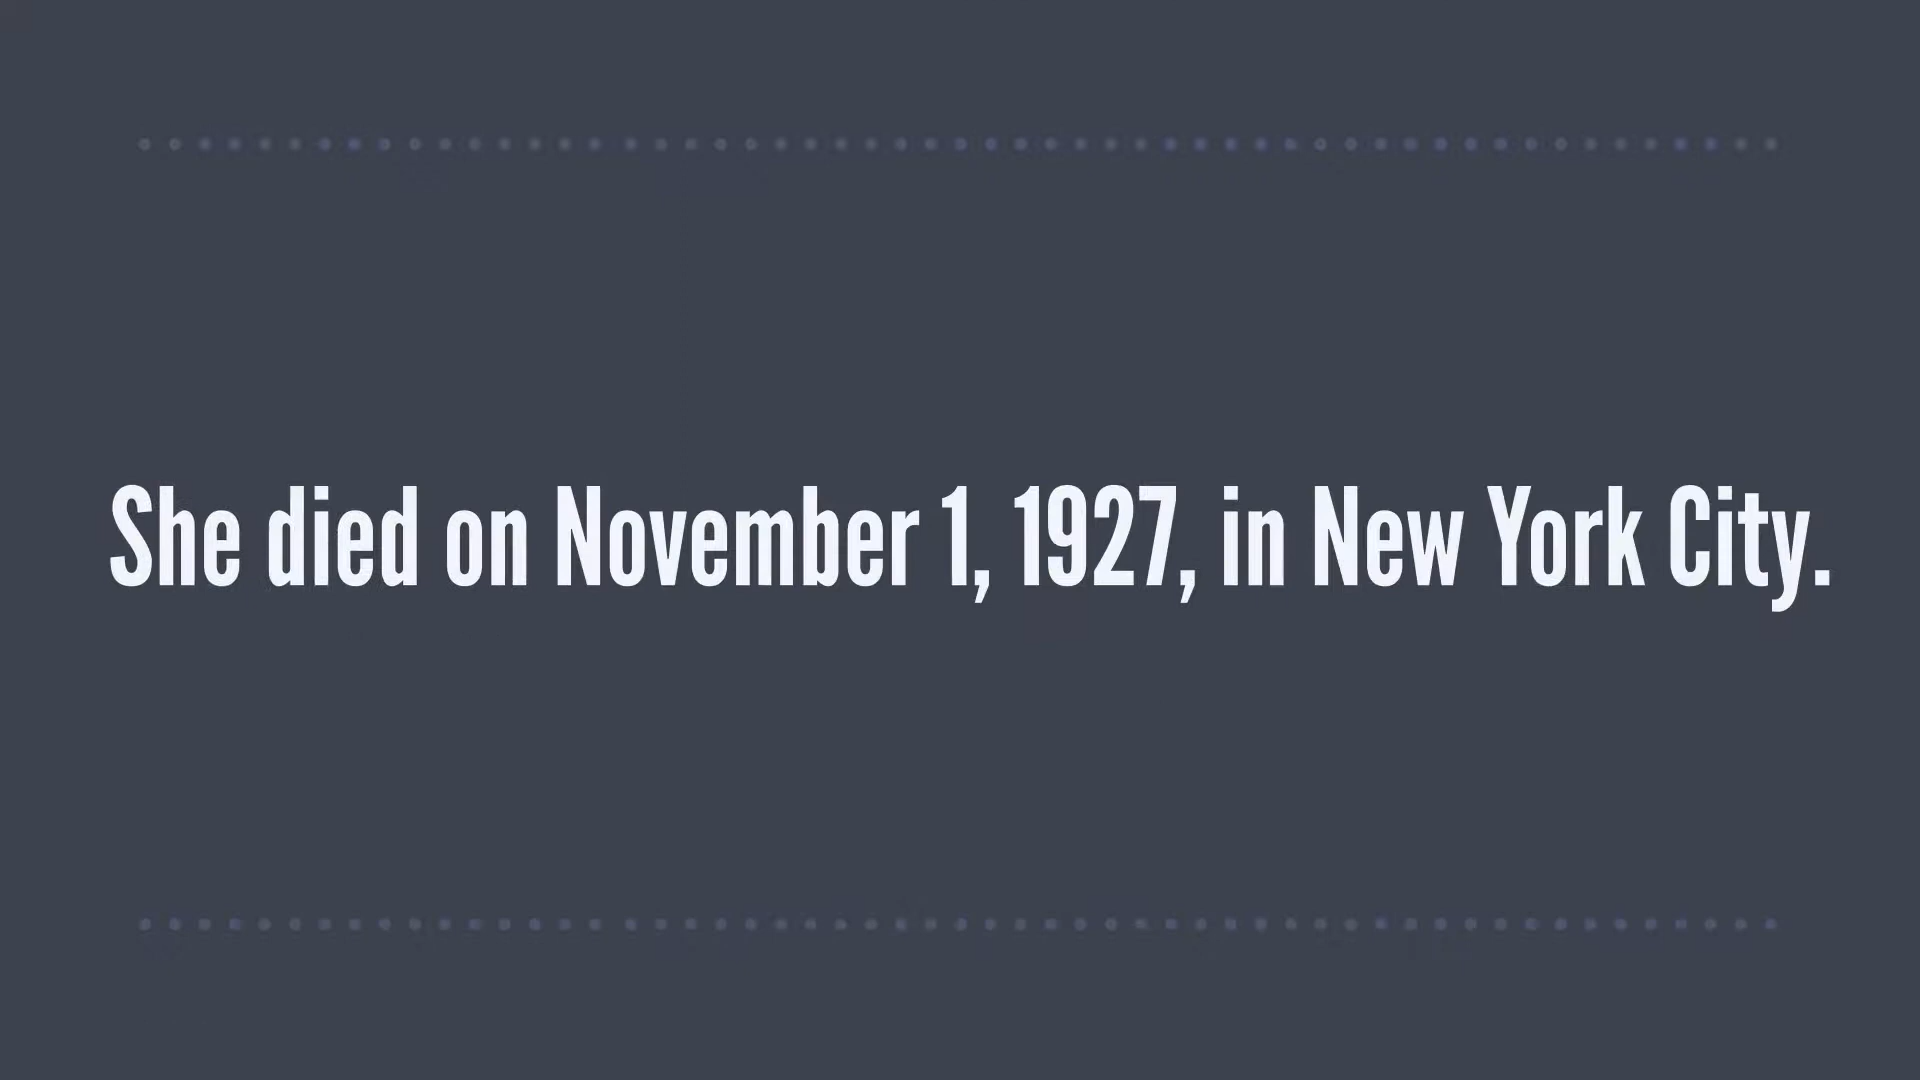 She died on November 1, 1927, in New York City.